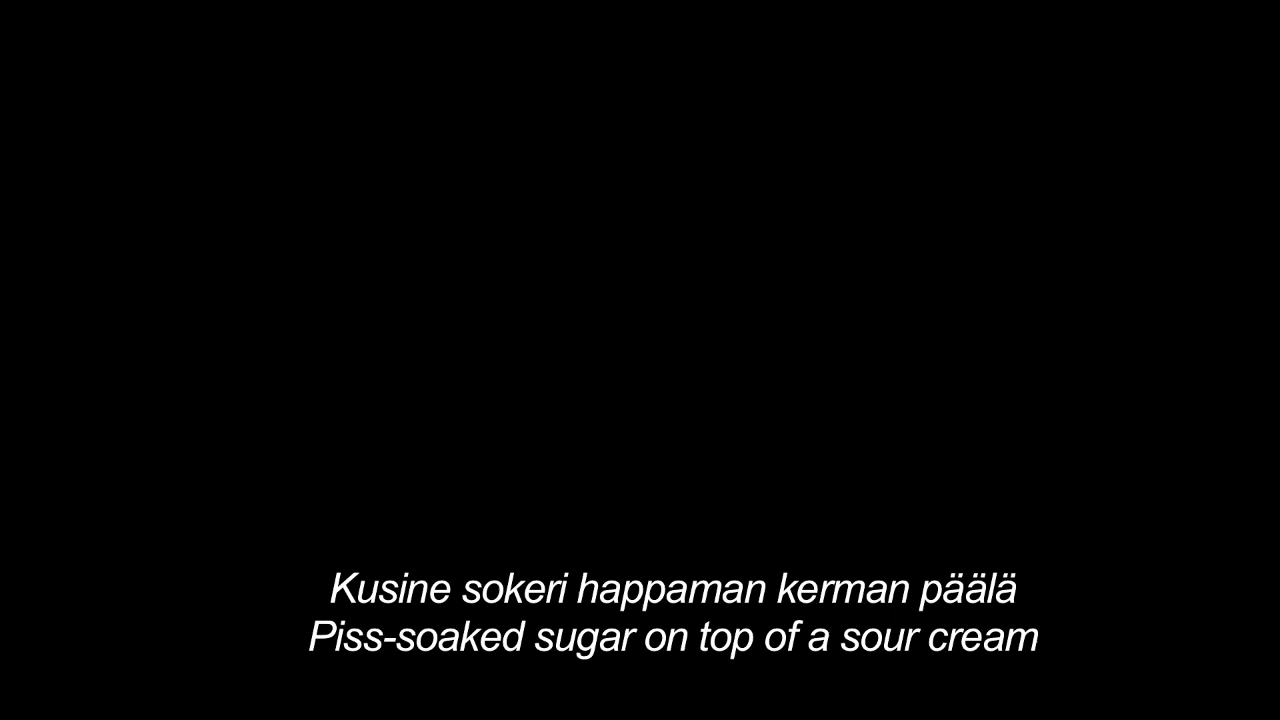 Kusine sokeri happaman kerman päälä
Piss-soaked sugar on top of a sour cream